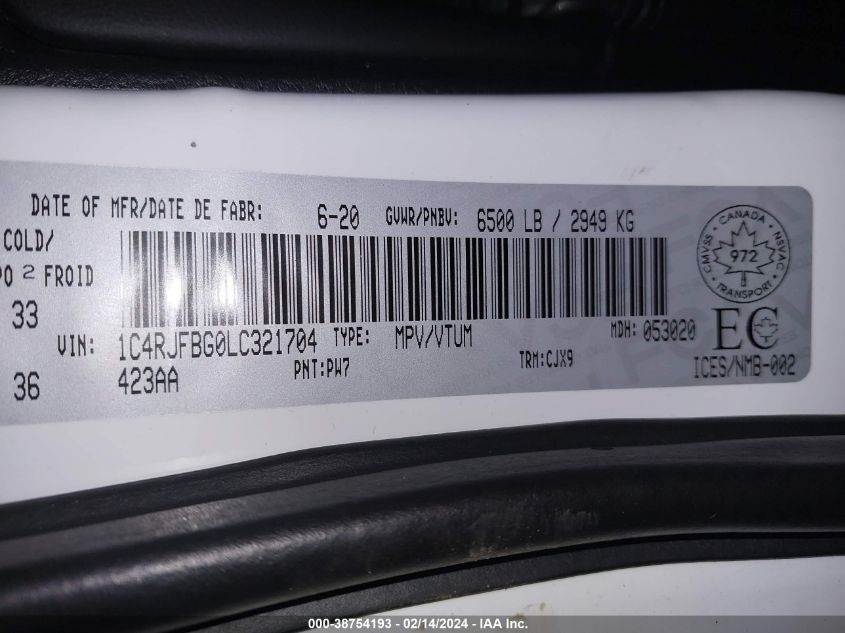 DATE OF MFR/DATE DE FABR: 6-20 GVWR/PNBV: 6500 LB / 2949 KG
COLD/
PO 2 FROID
33
36
VIN: 1C4RJFBG0LC321704 TYPE: MPV/VTUM MDH: 053020
423AA PNT:PW7 TRM:CJX9
CANADA
CMVSS NSVAC
972
TRANSPORT
EC
ICES/NMB-002
100% - 38754193 - 02/14/2024 - IAA Inc.